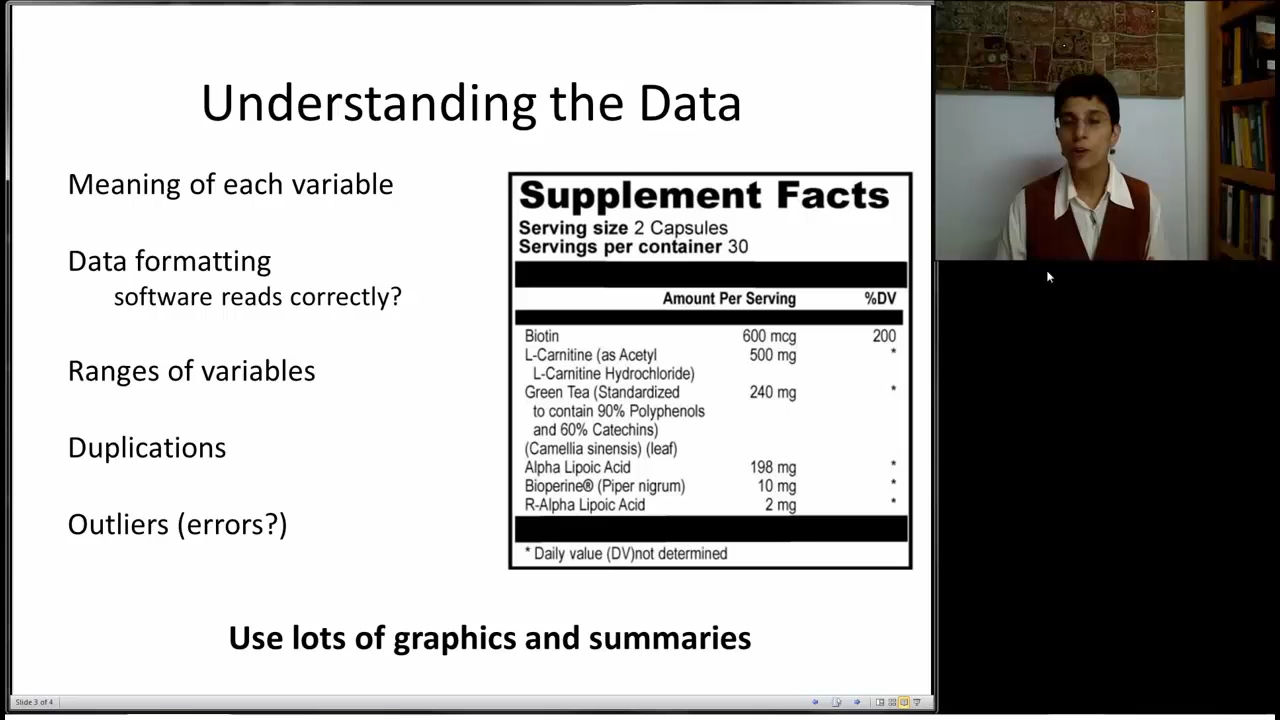 Understanding the Data
Meaning of each variable
Data formatting
software reads correctly?
Ranges of variables
Duplications
Outliers (errors?)
Supplement Facts
Serving size 2 Capsules
Servings per container 30
Amount Per Serving %DV
Biotin 600 mcg 200
L-Carnitine (as Acetyl 500 mg *
L-Carnitine Hydrochloride)
Green Tea (Standardized 240 mg *
to contain 90% Polyphenols
and 60% Catechins)
(Camellia sinensis) (leaf)
Alpha Lipoic Acid 198 mg *
Bioperine® (Piper nigrum) 10 mg *
R-Alpha Lipoic Acid 2 mg *
* Daily value (DV)not determined
Use lots of graphics and summaries
Slide 3 of 4